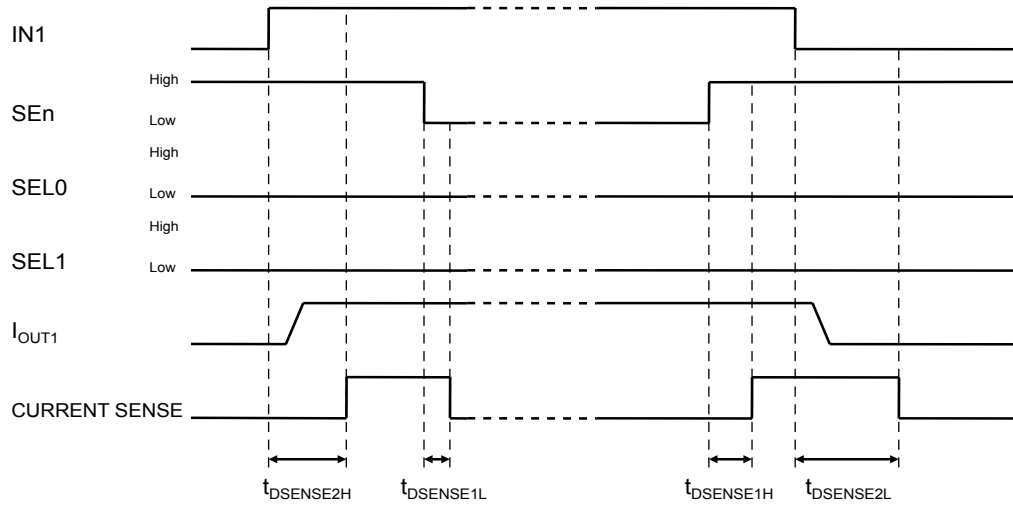 IN1
High
SEn
Low
High
SEL0
Low
High
SEL1
Low
IOUT1
CURRENT SENSE
tDSENSE2H tDSENSE1L tDSENSE1H tDSENSE2L